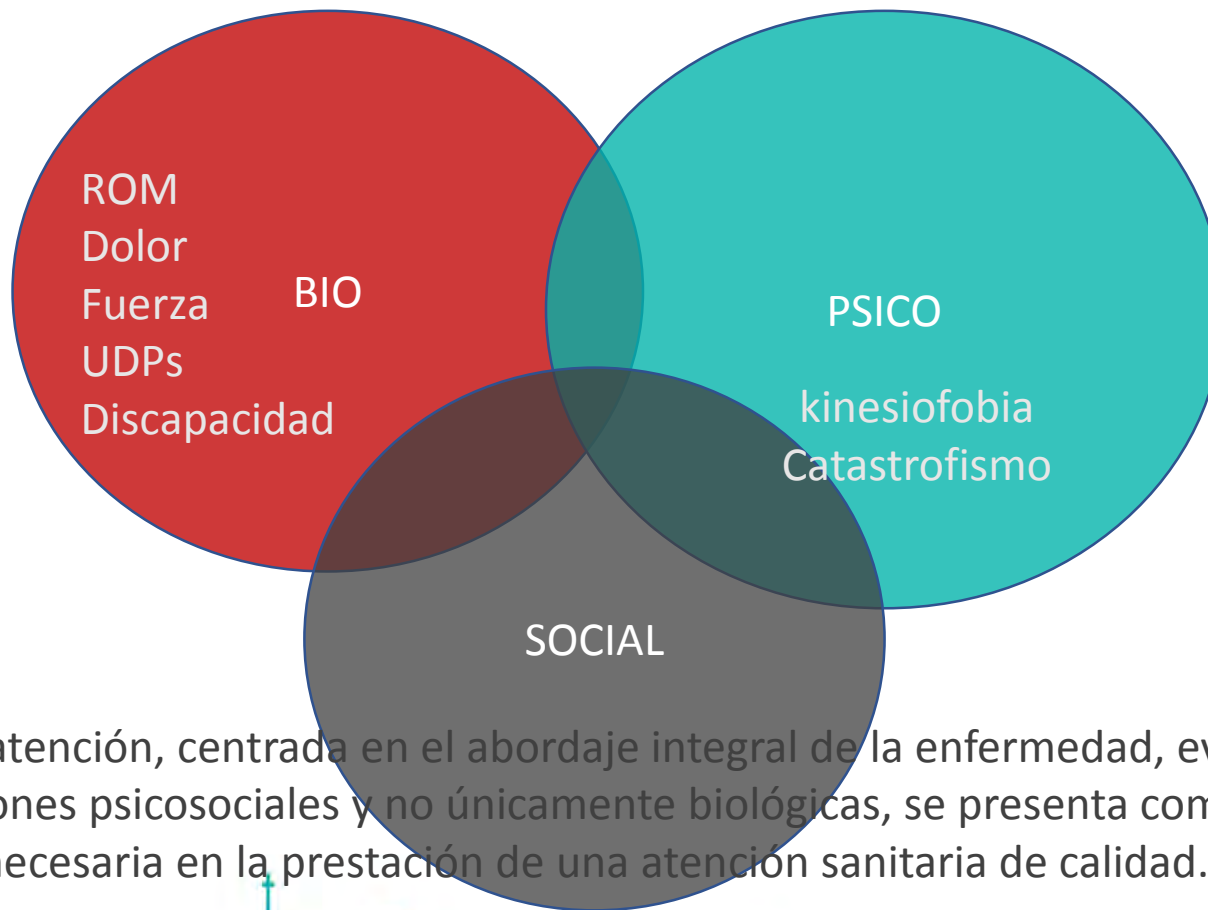 ROM
Dolor
Fuerza
UDPs
Discapacidad
BIO
PSICO
kinesiofobia
Catastrofismo
SOCIAL
atención, centrada en el abordaje integral de la enfermedad, ev
ones psicosociales y no únicamente biológicas, se presenta com
necesaria en la prestación de una atención sanitaria de calidad.